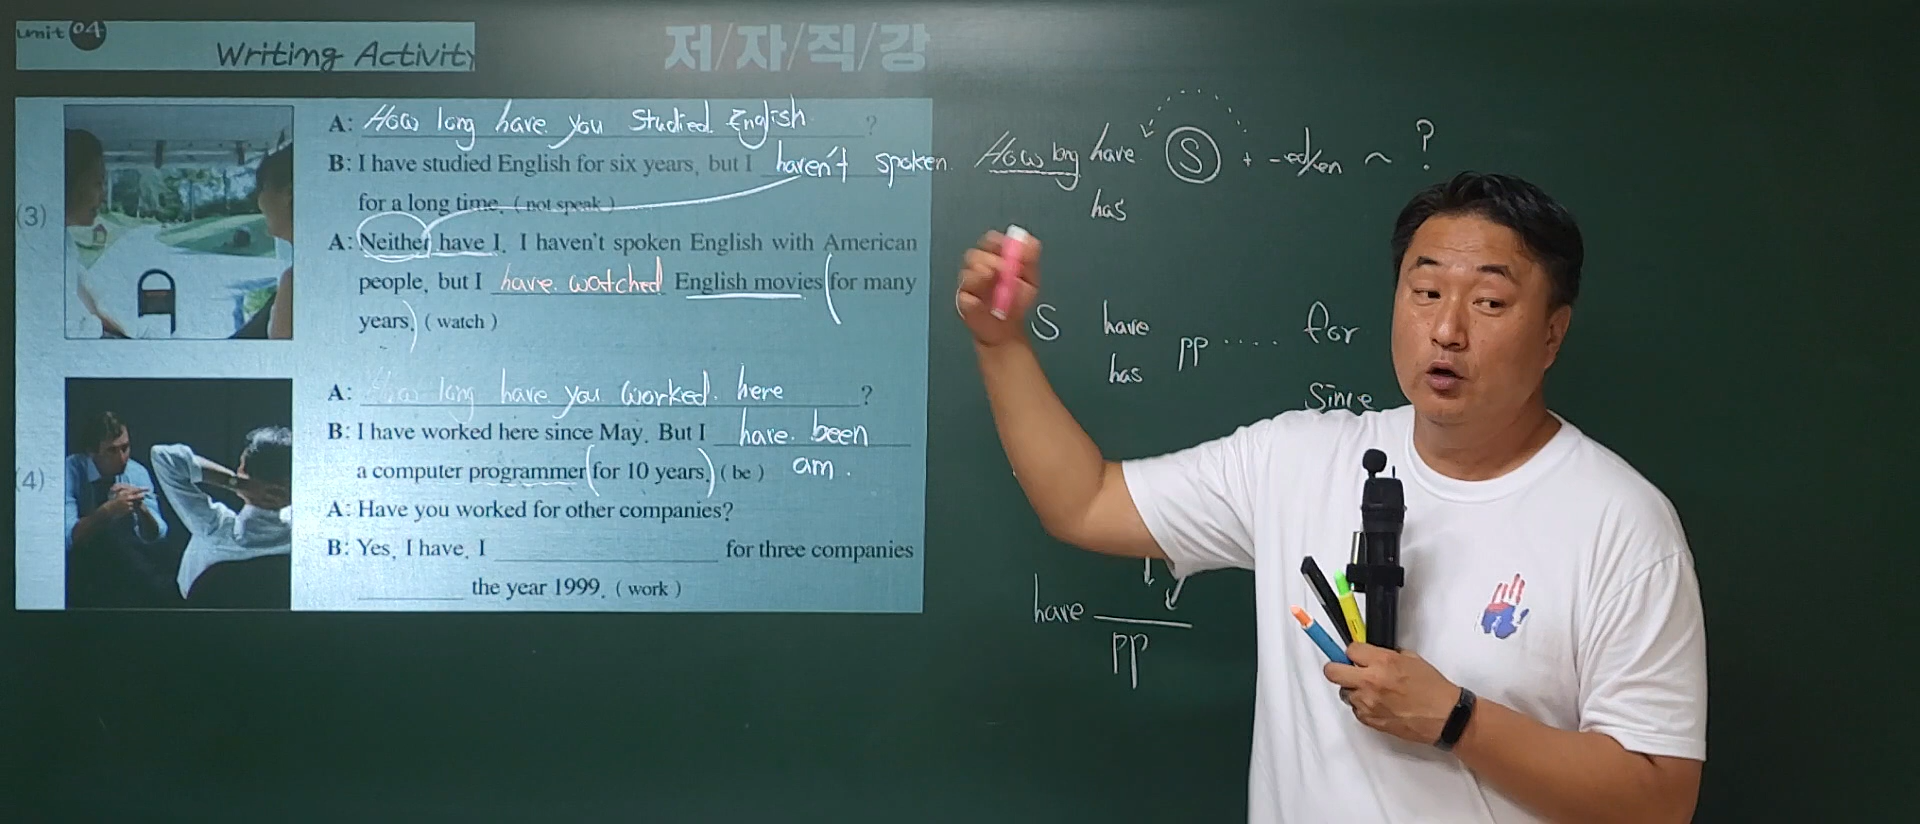 unit 04
Writing Activity
저/자/직/강
(3)
A: How long have you studied English ?
B: I have studied English for six years, but I haven't spoken
for a long time. ( not speak )
A: Neither have I. I haven't spoken English with American
people, but I have watched English movies for many
years. ( watch )
(4)
A: How long have you worked here ?
B: I have worked here since May. But I have been
a computer programmer for 10 years. ( be ) am.
A: Have you worked for other companies?
B: Yes, I have. I ____________ for three companies
______ the year 1999. ( work )
How long have S + -ed/en ~ ?
has
S have pp .... for
has since
have ____
pp